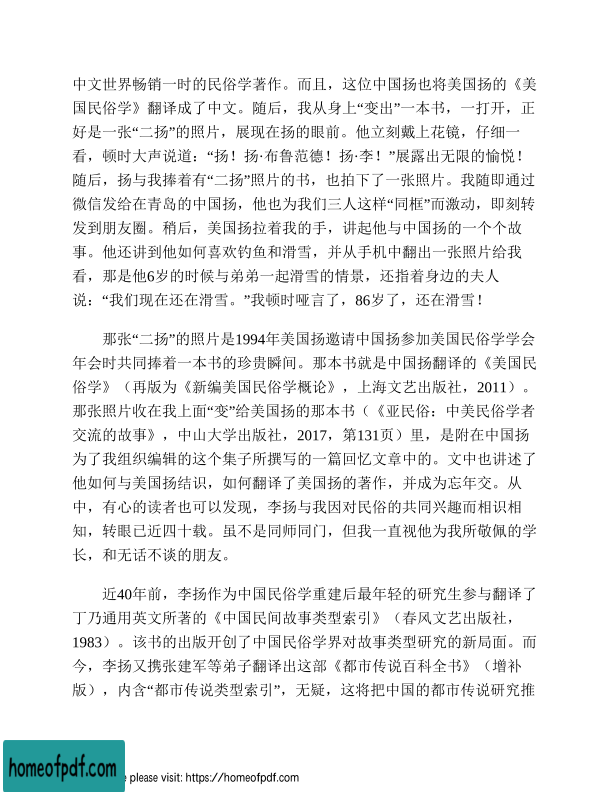 中文世界畅销一时的民俗学著作。而且，这位中国扬也将美国扬的《美
国民俗学》翻译成了中文。随后，我从身上“变出”一本书，一打开，正
好是一张“二扬”的照片，展现在扬的眼前。他立刻戴上花镜，仔细一
看，顿时大声说道：“扬！扬·布鲁范德！扬·李！”展露出无限的愉悦！
随后，扬与我捧着有“二扬”照片的书，也拍下了一张照片。我随即通过
微信发给在青岛的中国扬，他也为我们三人这样“同框”而激动，即刻转
发到朋友圈。稍后，美国扬拉着我的手，讲起他与中国扬的一个个故
事。他还讲到他如何喜欢钓鱼和滑雪，并从手机中翻出一张照片给我
看，那是他6岁的时候与弟弟一起滑雪的情景，还指着身边的夫人
说：“我们现在还在滑雪。”我顿时哑言了，86岁了，还在滑雪！
那张“二扬”的照片是1994年美国扬邀请中国扬参加美国民俗学学会
年会时共同捧着一本书的珍贵瞬间。那本书就是中国扬翻译的《美国民
俗学》（再版为《新编美国民俗学概论》，上海文艺出版社，2011）。
那张照片收在我上面“变”给美国扬的那本书（《亚民俗：中美民俗学者
交流的故事》，中山大学出版社，2017，第131页）里，是附在中国扬
为了我组织编辑的这个集子所撰写的一篇回忆文章中的。文中也讲述了
他如何与美国扬结识，如何翻译了美国扬的著作，并成为忘年交。从
中，有心的读者也可以发现，李扬与我因对民俗的共同兴趣而相识相
知，转眼已近四十载。虽不是同师同门，但我一直视他为我所敬佩的学
长，和无话不谈的朋友。
近40年前，李扬作为中国民俗学重建后最年轻的研究生参与翻译了
丁乃通用英文所著的《中国民间故事类型索引》（春风文艺出版社，
1983）。该书的出版开创了中国民俗学界对故事类型研究的新局面。而
今，李扬又携张建军等弟子翻译出这部《都市传说百科全书》（增补
版），内含“都市传说类型索引”，无疑，这将把中国的都市传说研究推
homeofpdf.com
e please visit: https://homeofpdf.com